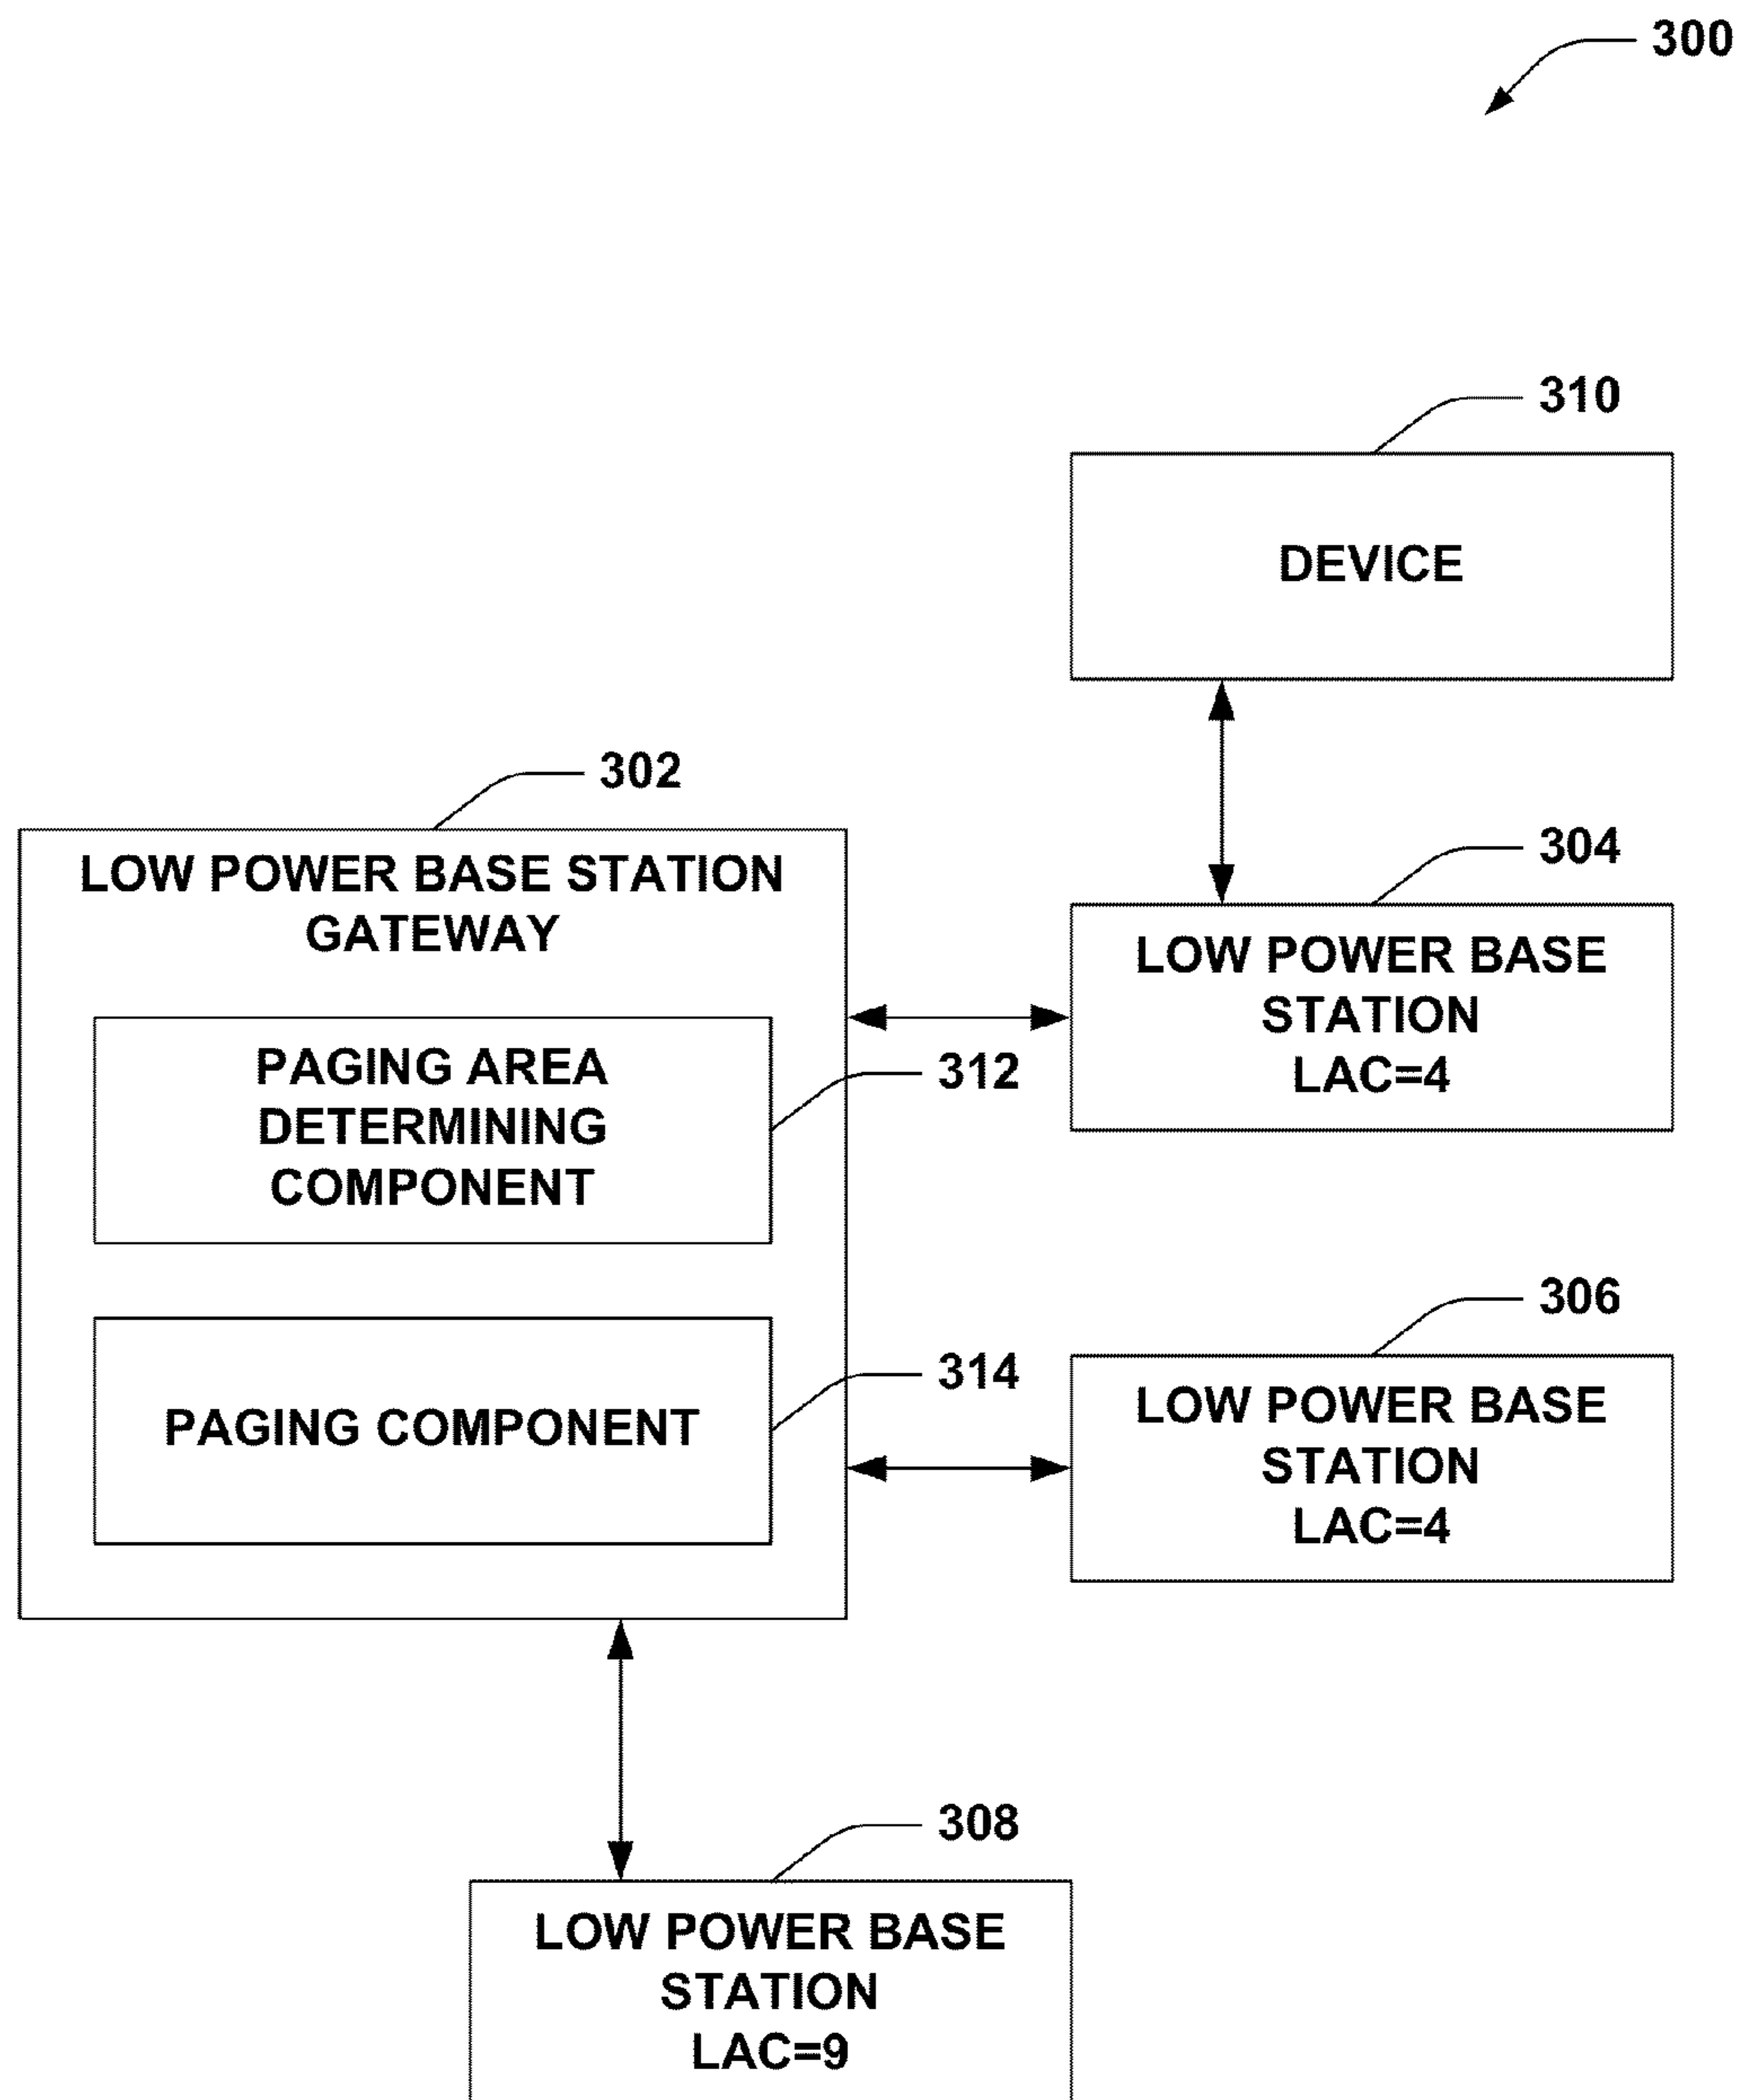 300
310
DEVICE
302
304
LOW POWER BASE STATION
GATEWAY
LOW POWER BASE
STATION
LAC=4
PAGING AREA
DETERMINING
COMPONENT
312
306
314
PAGING COMPONENT
LOW POWER BASE
STATION
LAC=4
308
LOW POWER BASE
STATION
LAC=9